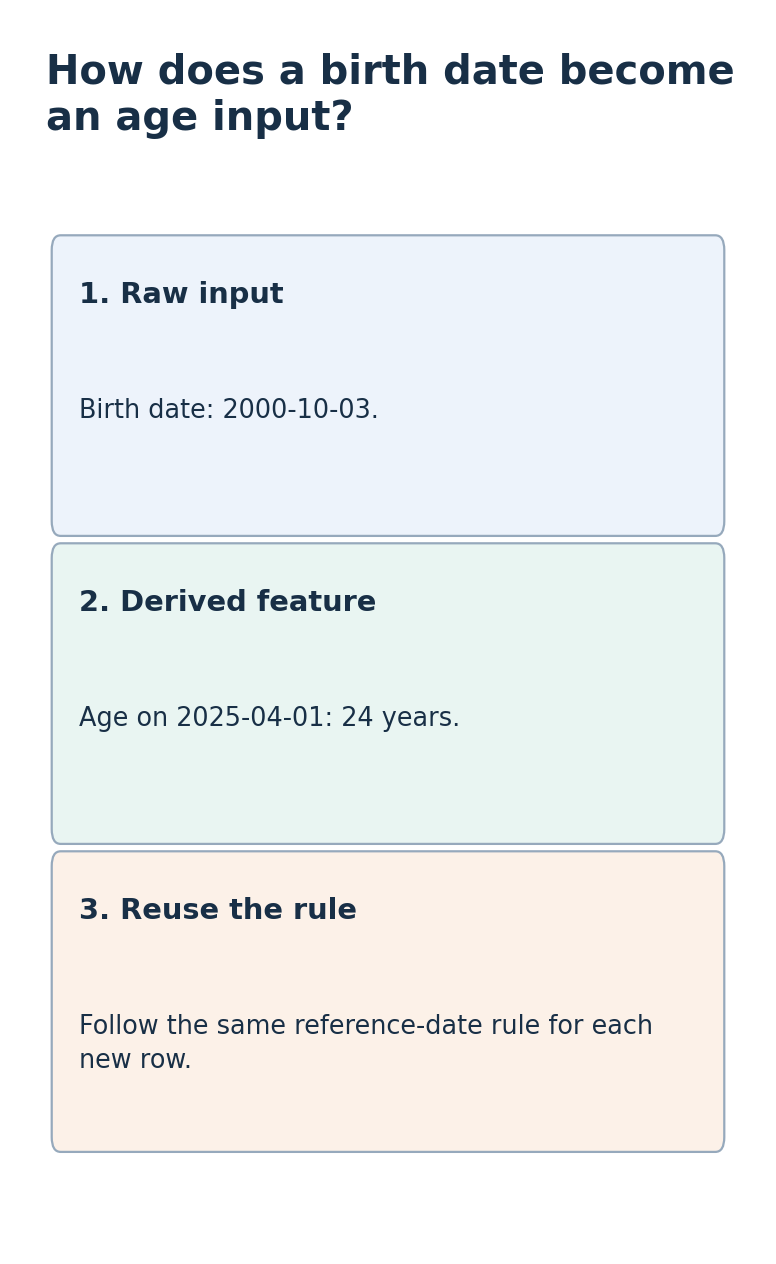 How does a birth date become
an age input?
1. Raw input
Birth date: 2000-10-03.
2. Derived feature
Age on 2025-04-01: 24 years.
3. Reuse the rule
Follow the same reference-date rule for each
new row.